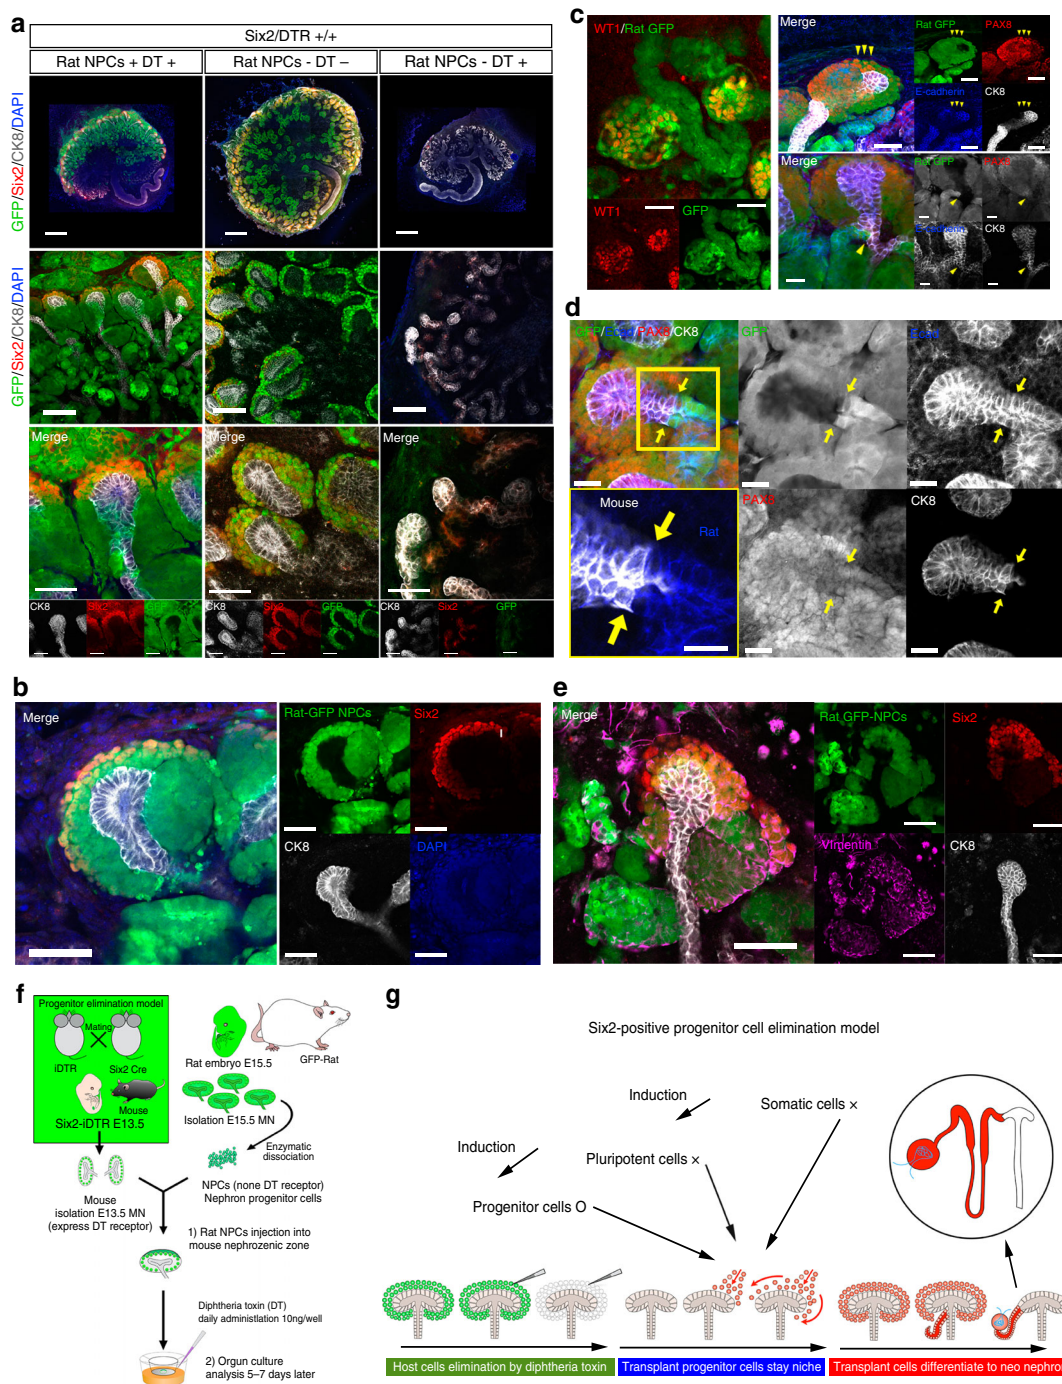 a
Six2/DTR +/+
Rat NPCs + DT +
Rat NPCs - DT –
Rat NPCs - DT +
GFP/Six2/CK8/DAPI
GFP/Six2/CK8/DAPI
Merge
Merge
Merge
CK8
Six2
GFP
CK8
Six2
GFP
CK8
Six2
GFP
b
Merge
Rat-GFP NPCs
Six2
CK8
DAPI
c
WT1/Rat GFP
WT1
GFP
Merge
Rat GFP
PAX8
E-cadherin
CK8
Merge
Rat GFP
PAX8
E-cadherin
CK8
d
GFP/Ecad/PAX8/CK8
GFP
Ecad
Mouse
Rat
PAX8
CK8
e
Merge
Rat GFP-NPCs
Six2
Vimentin
CK8
f
Progenitor elimination model
Mating
iDTR
Six2 Cre
Mouse
Six2-iDTR E13.5
Rat embryo E15.5
GFP-Rat
Isolation E15.5 MN
Enzymatic
dissociation
NPCs (none DT receptor)
Nephron progenitor cells
Mouse
isolation E13.5 MN
(express DT receptor)
1) Rat NPCs injection into
mouse nephrozenic zone
Diphtheria toxin (DT)
daily administlation 10ng/well
2) Orgun culture
analysis 5–7 days later
g
Six2-positive progenitor cell elimination model
Induction
Somatic cells ×
Induction
Pluripotent cells ×
Progenitor cells O
Host cells elimination by diphtheria toxin
Transplant progenitor cells stay niche
Transplant cells differentiate to neo nephron